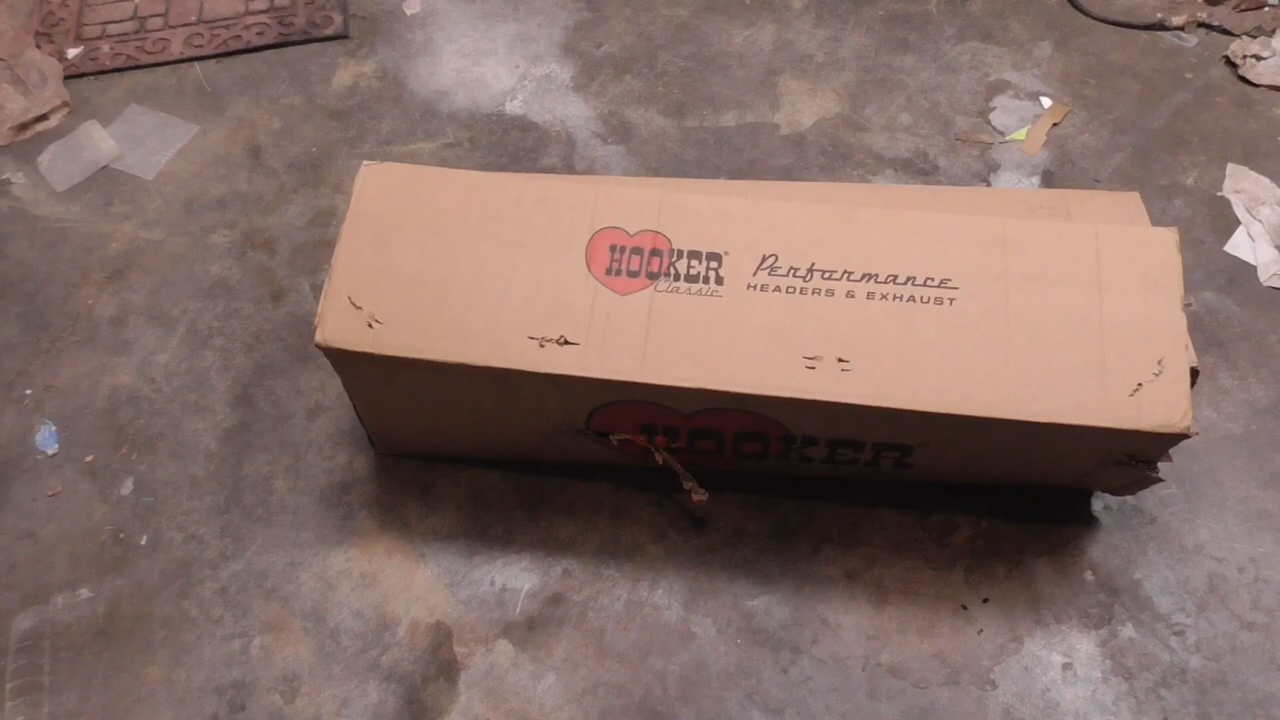 HOOKER®
Classic
Performance
HEADERS & EXHAUST
HOOKER